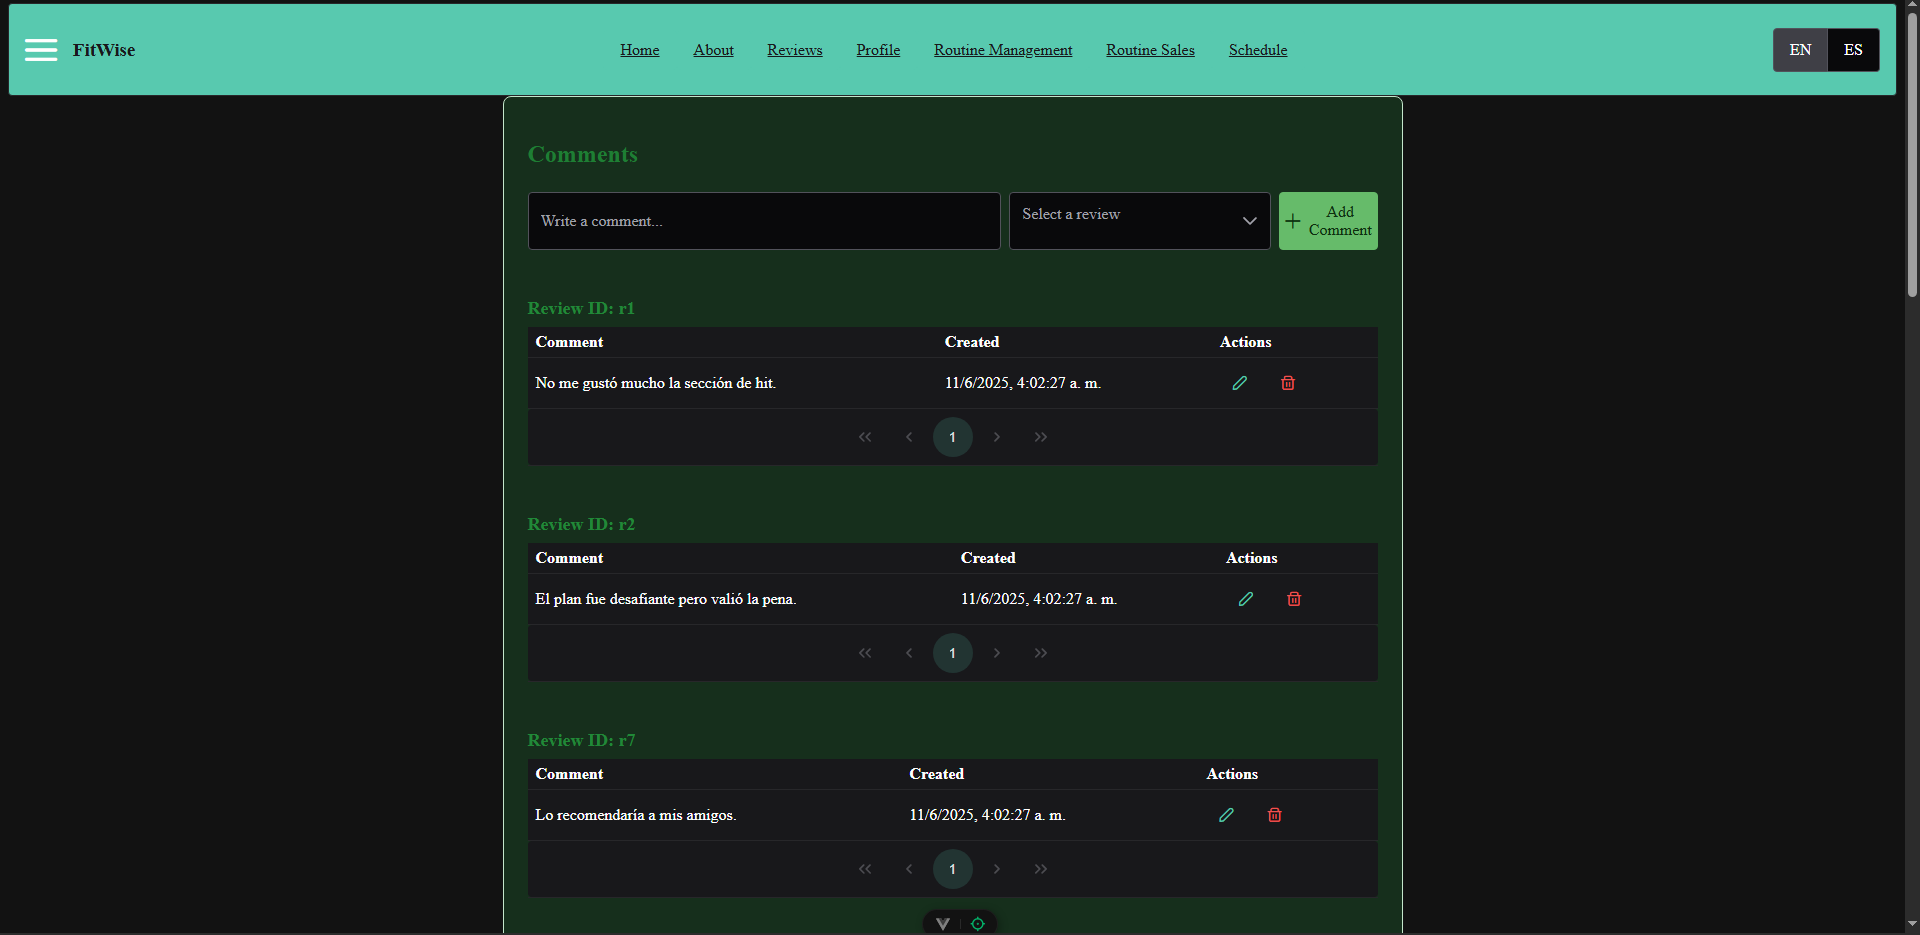 FitWise
Home About Reviews Profile Routine Management Routine Sales Schedule
EN ES
Comments
Write a comment...
Select a review
Add
Comment
Review ID: r1
Comment Created Actions
No me gustó mucho la sección de hit. 11/6/2025, 4:02:27 a. m.
1
Review ID: r2
Comment Created Actions
El plan fue desafiante pero valió la pena. 11/6/2025, 4:02:27 a. m.
1
Review ID: r7
Comment Created Actions
Lo recomendaría a mis amigos. 11/6/2025, 4:02:27 a. m.
1